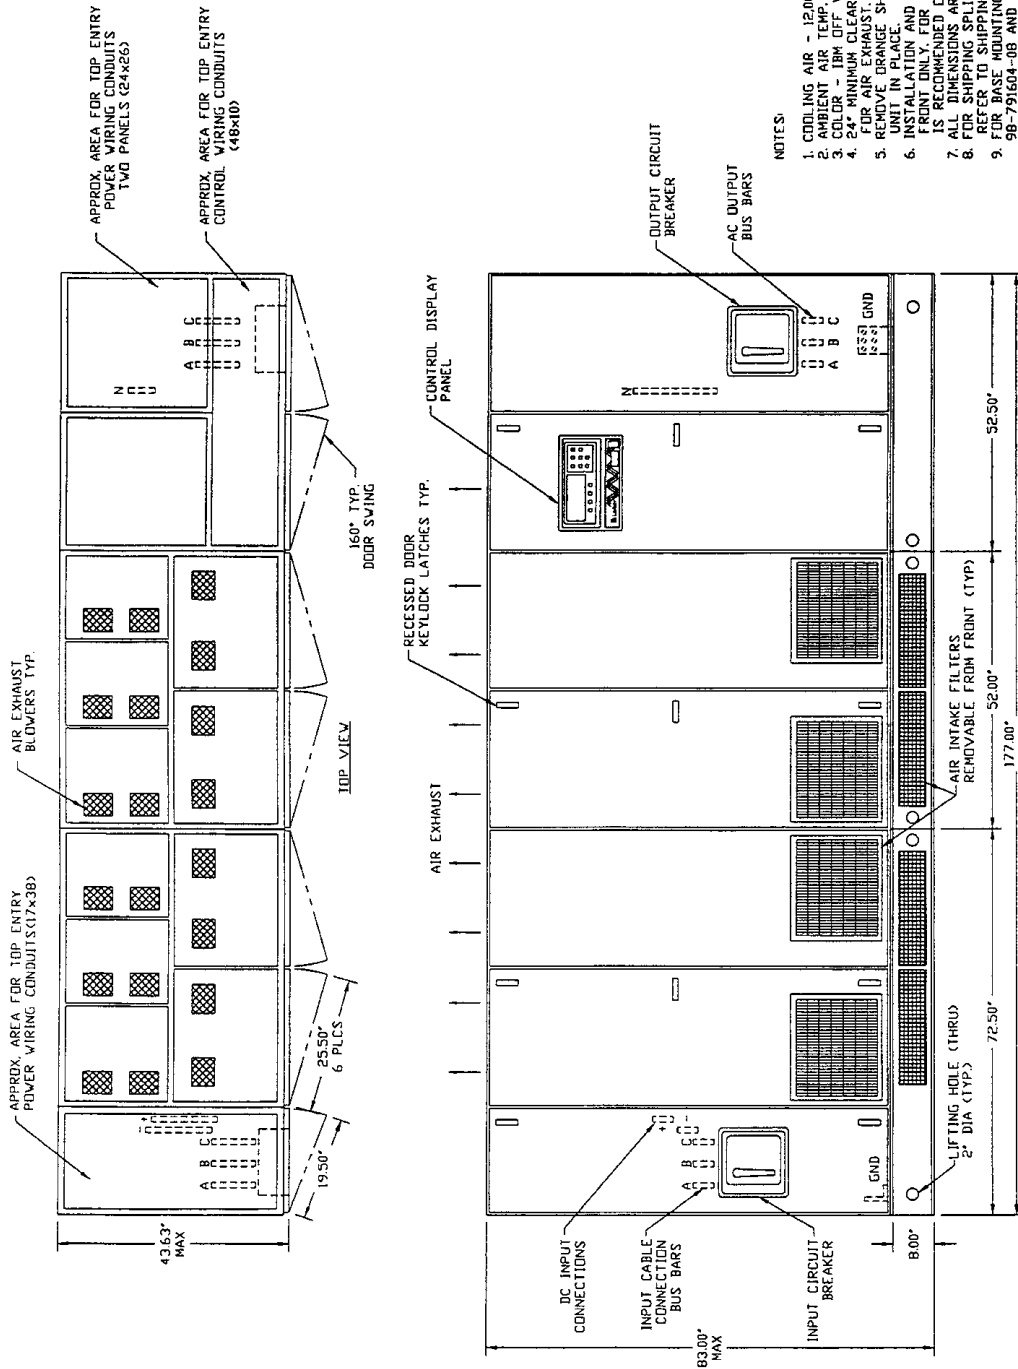 APPROX. AREA FOR TOP ENTRY
POWER WIRING CONDUITS (17x38)
AIR EXHAUST
BLOWERS TYP.
APPROX. AREA FOR TOP ENTRY
POWER WIRING CONDUITS
TWO PANELS (24x26)
APPROX. AREA FOR TOP ENTRY
CONTROL WIRING CONDUITS
(48x10)
43.63"
MAX
A
B
C
-
+
N
A
B
C
19.50"
25.50"
6 PLCS
160° TYP.
DOOR SWING
TOP VIEW
AIR EXHAUST
RECESSED DOOR
KEYLOCK LATCHES TYP.
CONTROL DISPLAY
PANEL
OUTPUT CIRCUIT
BREAKER
AC OUTPUT
BUS BARS
DC INPUT
CONNECTIONS
INPUT CABLE
CONNECTION
BUS BARS
INPUT CIRCUIT
BREAKER
A
B
C
+
-
GND
N
A
B
C
GND
83.00"
MAX
8.00"
LIFTING HOLE (THRU)
2" DIA (TYP.)
AIR INTAKE FILTERS
REMOVABLE FROM FRONT (TYP)
72.50"
52.00"
52.50"
177.00"
NOTES:
1. COOLING AIR - 12,00
2. AMBIENT AIR TEMP.
3. COLOR - IBM OFF
4. 24" MINIMUM CLEAR
FOR AIR EXHAUST.
5. REMOVE ORANGE SH
UNIT IN PLACE.
6. INSTALLATION AND
FRONT ONLY. FOR
IS RECOMMENDED
7. ALL DIMENSIONS AR
8. FOR SHIPPING SPLI
REFER TO SHIPPING
9. FOR BASE MOUNTING
98-791604-08 AND